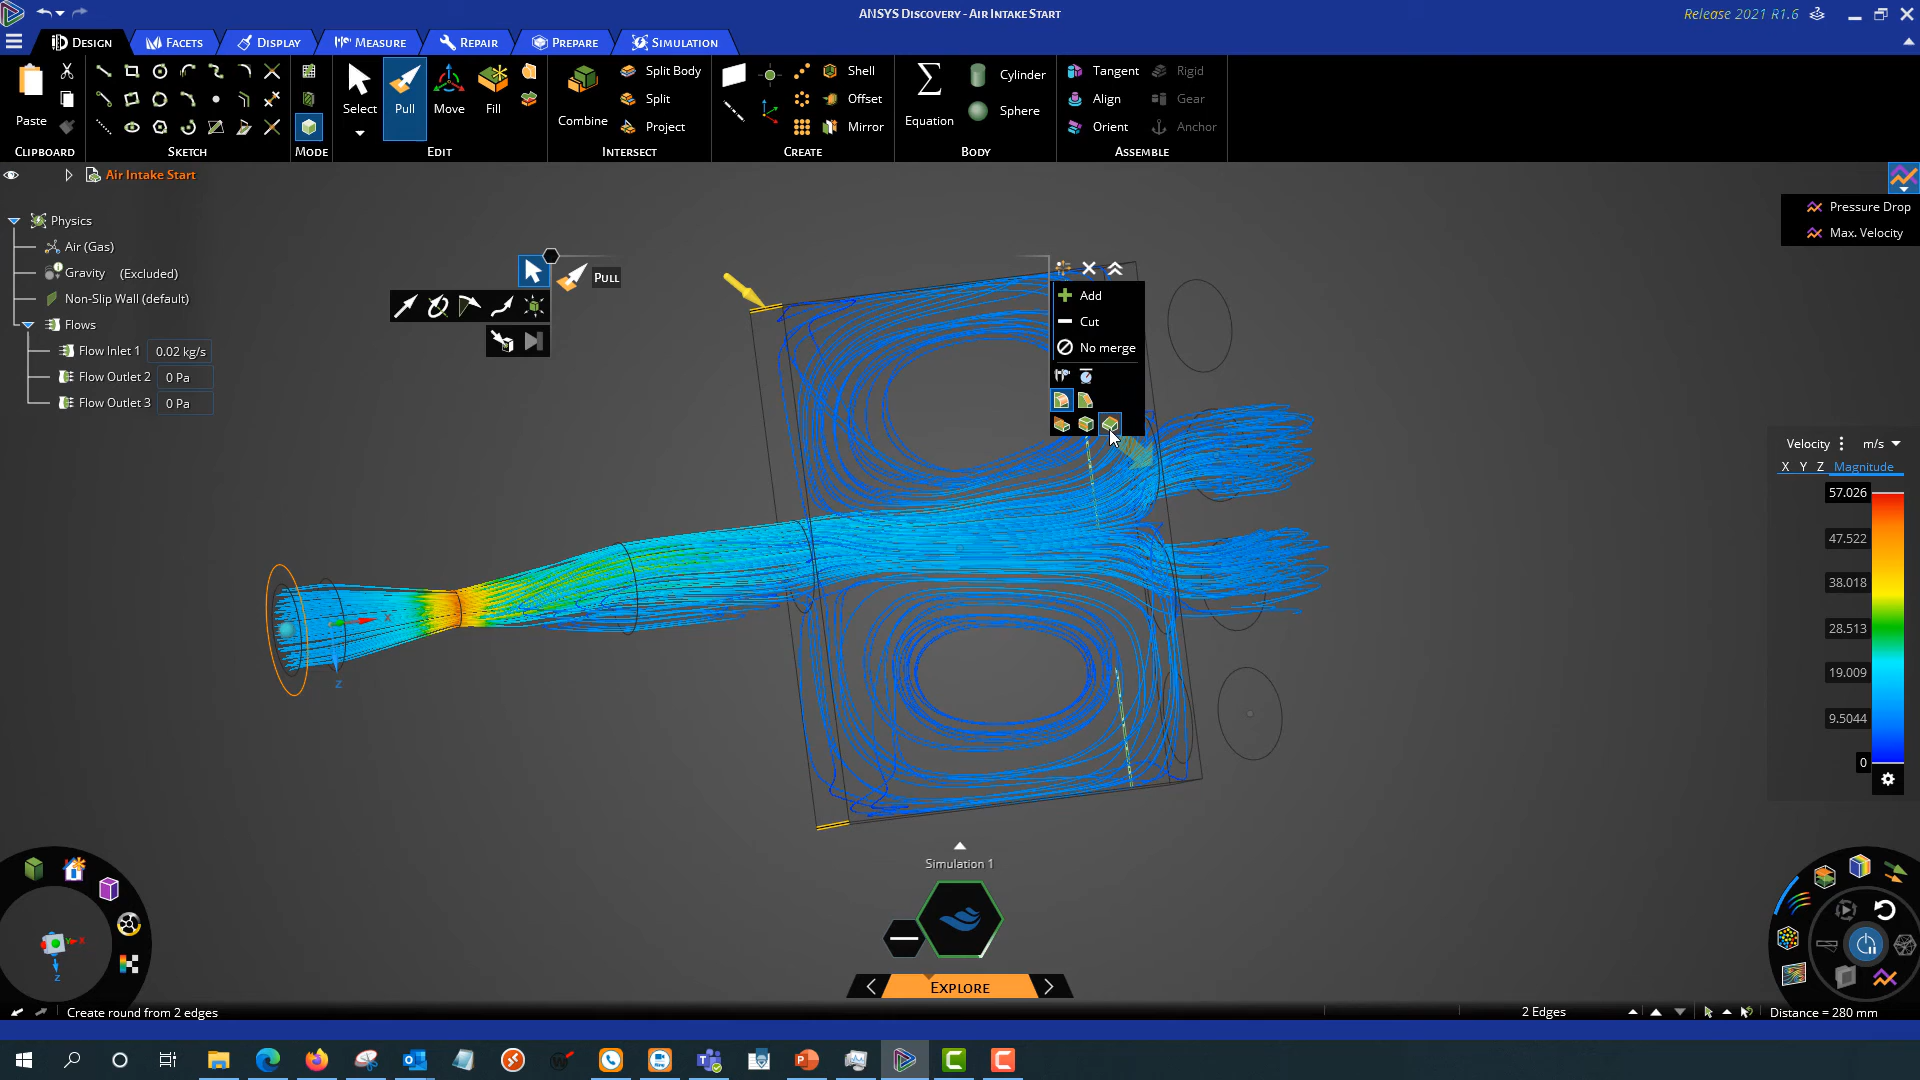 ANSYS Discovery - Air Intake Start
Release 2021 R1.6
Design
Facets
Display
Measure
Repair
Prepare
Simulation
Paste
Select
Pull
Move
Fill
Combine
Split Body
Split
Project
Shell
Offset
Mirror
Equation
Cylinder
Sphere
Tangent
Align
Orient
Rigid
Gear
Anchor
Clipboard
Sketch
Mode
Edit
Intersect
Create
Body
Assemble
Air Intake Start
Pressure Drop
Max. Velocity
Physics
Air (Gas)
Gravity (Excluded)
Non-Slip Wall (default)
Flows
Flow Inlet 1 0.02 kg/s
Flow Outlet 2 0 Pa
Flow Outlet 3 0 Pa
Pull
Add
Cut
No merge
X
Z
Velocity m/s
X Y Z Magnitude
57.026
47.522
38.018
28.513
19.009
9.5044
0
Simulation 1
Explore
X
Z
Create round from 2 edges
2 Edges
Distance = 280 mm